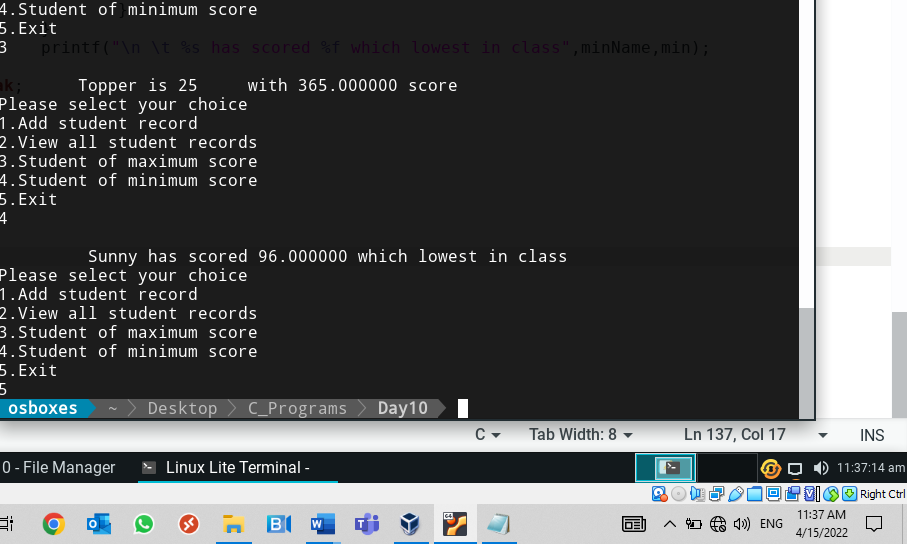 4.Student of minimum score
5.Exit
3 printf("\n \t %s has scored %f which lowest in class",minName,min);
Topper is 25 with 365.000000 score
Please select your choice
1.Add student record
2.View all student records
3.Student of maximum score
4.Student of minimum score
5.Exit
4
Sunny has scored 96.000000 which lowest in class
Please select your choice
1.Add student record
2.View all student records
3.Student of maximum score
4.Student of minimum score
5.Exit
5
osboxes ~ Desktop C_Programs Day10
C Tab Width: 8 Ln 137, Col 17 INS
0 - File Manager Linux Lite Terminal - 11:37:14 am
Right Ctrl
ENG 11:37 AM
4/15/2022